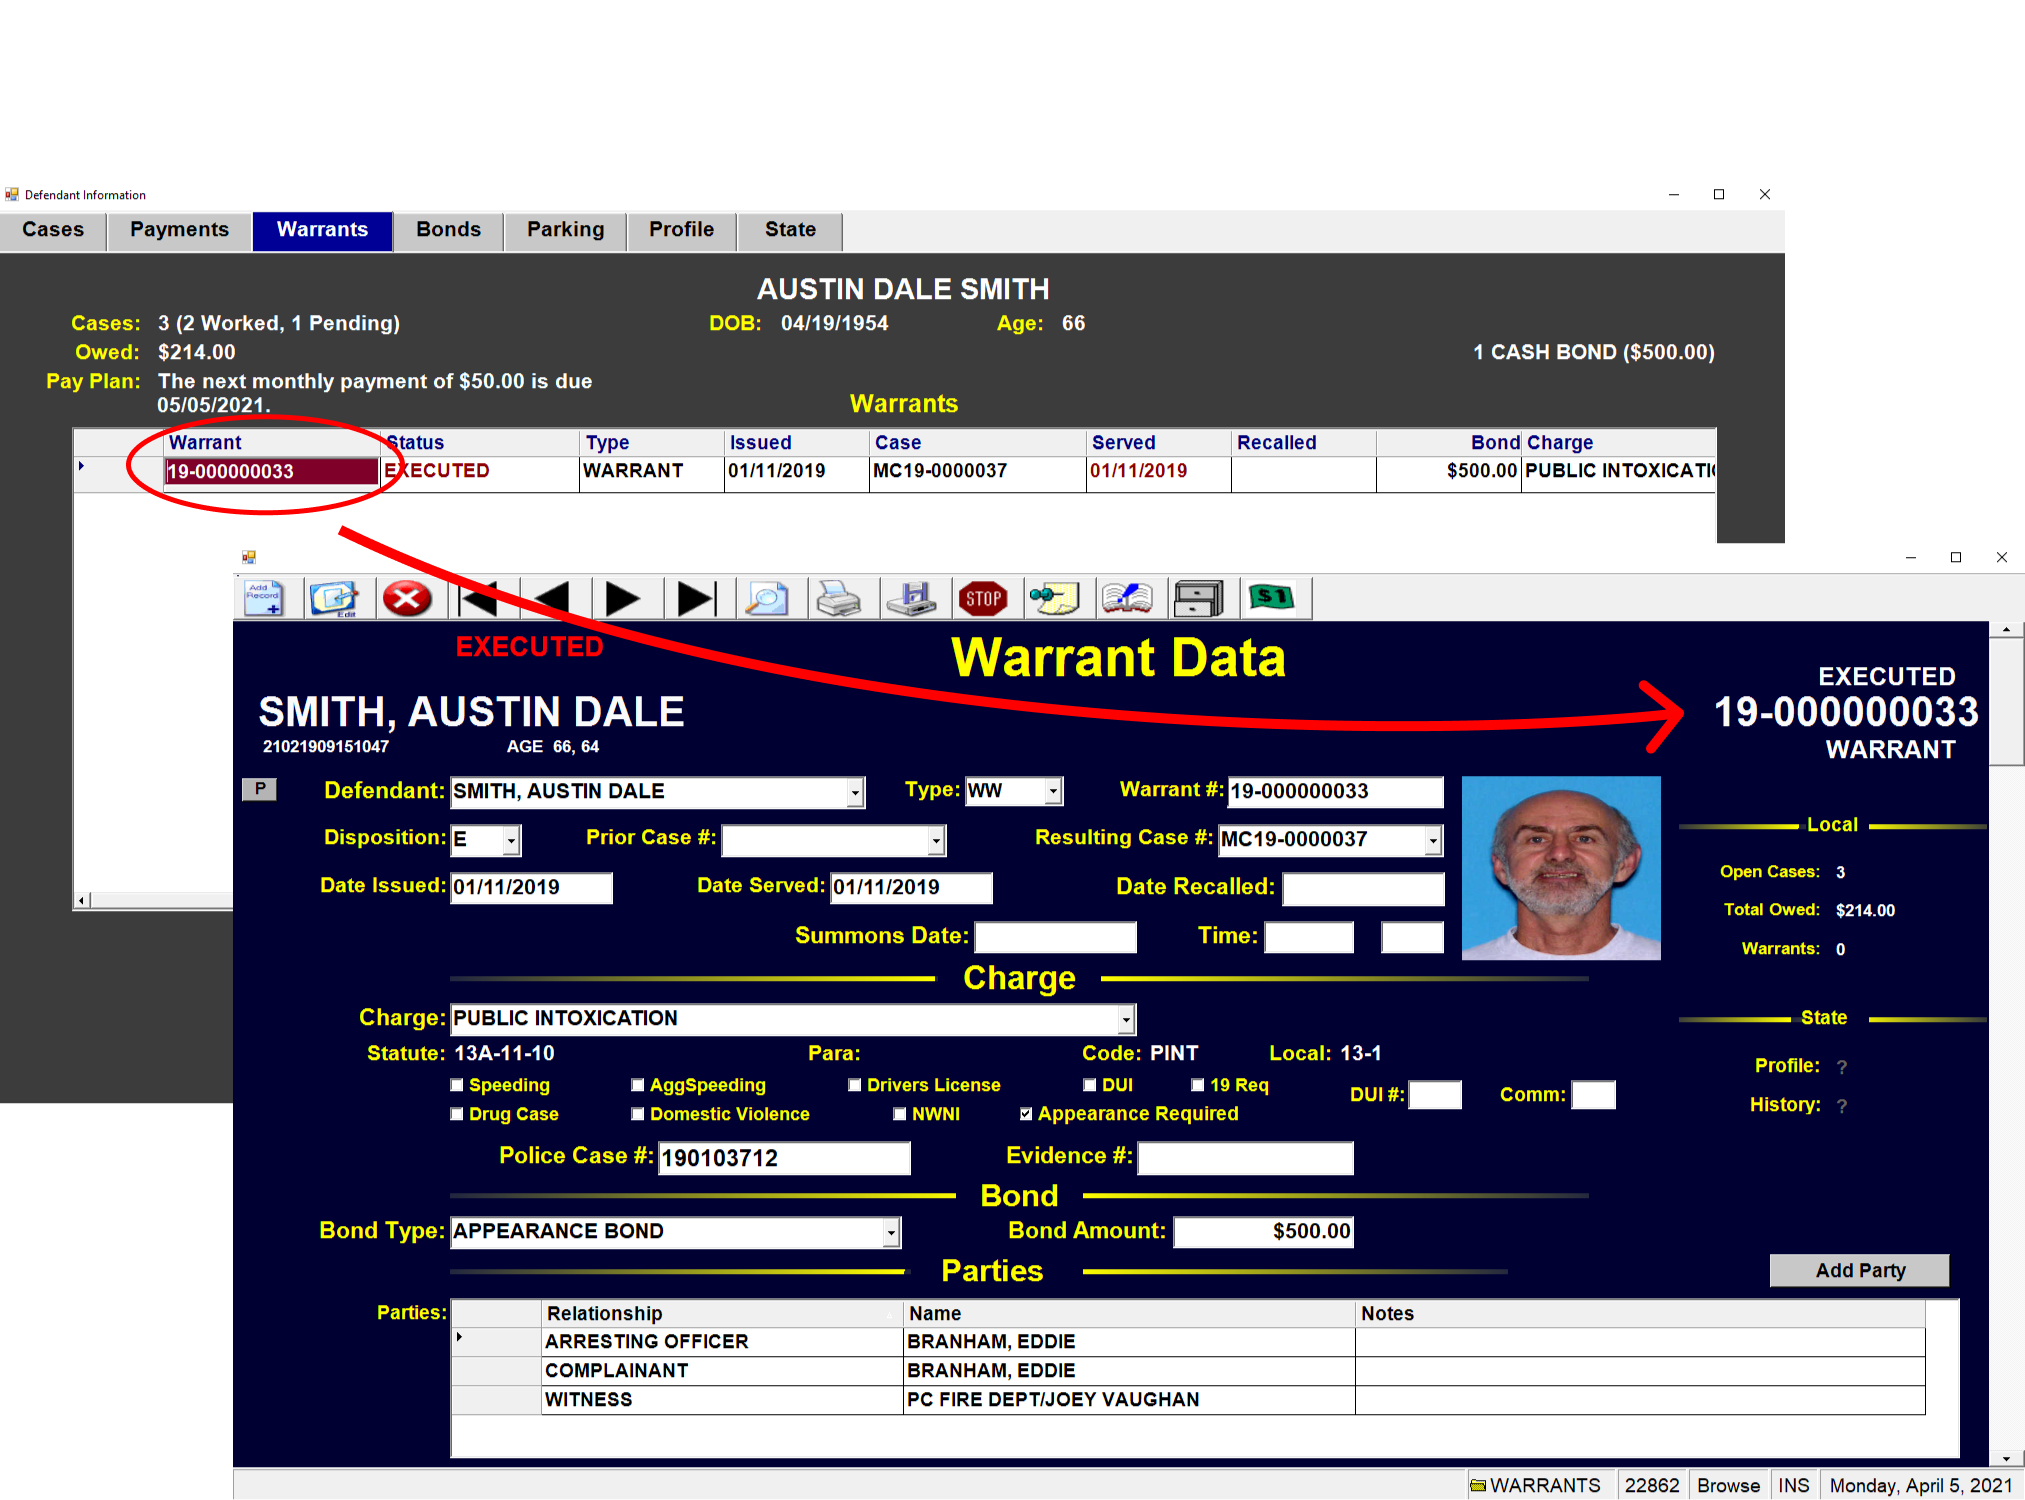 Defendant Information
Cases Payments Warrants Bonds Parking Profile State
AUSTIN DALE SMITH
Cases: 3 (2 Worked, 1 Pending) DOB: 04/19/1954 Age: 66
Owed: $214.00 1 CASH BOND ($500.00)
Pay Plan: The next monthly payment of $50.00 is due
05/05/2021.
Warrants
Warrant Status Type Issued Case Served Recalled Bond Charge
19-000000033 EXECUTED WARRANT 01/11/2019 MC19-0000037 01/11/2019 $500.00 PUBLIC INTOXICATI
Add Record Edit STOP $1
EXECUTED Warrant Data
EXECUTED
SMITH, AUSTIN DALE 19-000000033
21021909151047 AGE 66, 64 WARRANT
P Defendant: SMITH, AUSTIN DALE Type: WW Warrant #: 19-000000033
Local
Disposition: E Prior Case #: Resulting Case #: MC19-0000037
Open Cases: 3
Date Issued: 01/11/2019 Date Served: 01/11/2019 Date Recalled:
Total Owed: $214.00
Summons Date: Time:
Warrants: 0
Charge
Charge: PUBLIC INTOXICATION
State
Statute: 13A-11-10 Para: Code: PINT Local: 13-1
Profile: ?
Speeding AggSpeeding Drivers License DUI 19 Req DUI #: Comm:
History: ?
Drug Case Domestic Violence NWNI Appearance Required
Police Case #: 190103712 Evidence #:
Bond
Bond Type: APPEARANCE BOND Bond Amount: $500.00
Parties
Add Party
Parties: Relationship Name Notes
ARRESTING OFFICER BRANHAM, EDDIE
COMPLAINANT BRANHAM, EDDIE
WITNESS PC FIRE DEPT/JOEY VAUGHAN
WARRANTS 22862 Browse INS Monday, April 5, 2021